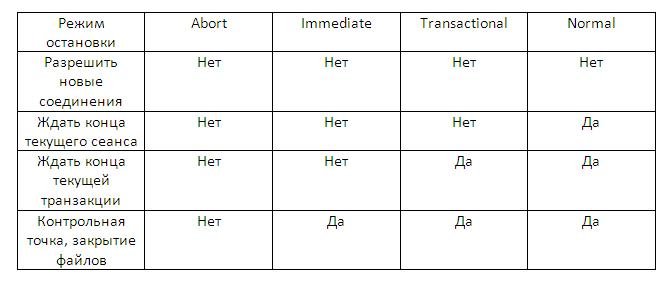 Режим Abort Immediate Transactional Normal
остановки
Разрешить Нет Нет Нет Нет
новые
соединения
Ждать конца Нет Нет Нет Да
текущего сеанса
Ждать конца Нет Нет Да Да
текущей
транзакции
Контрольная Нет Да Да Да
точка, закрытие
файлов